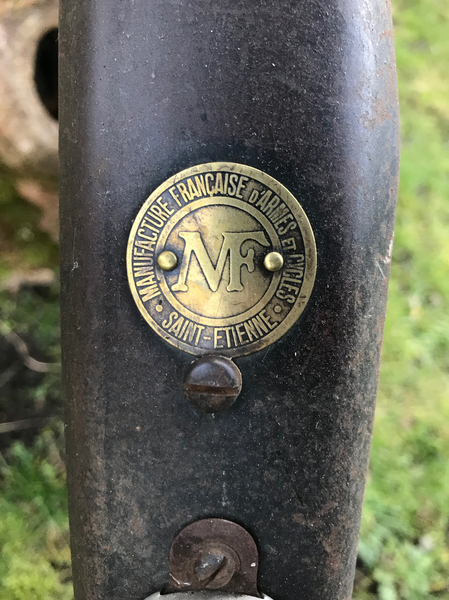 MANUFACTURE FRANÇAISE D'ARMES ET CYCLES
MF
• SAINT-ETIENNE •